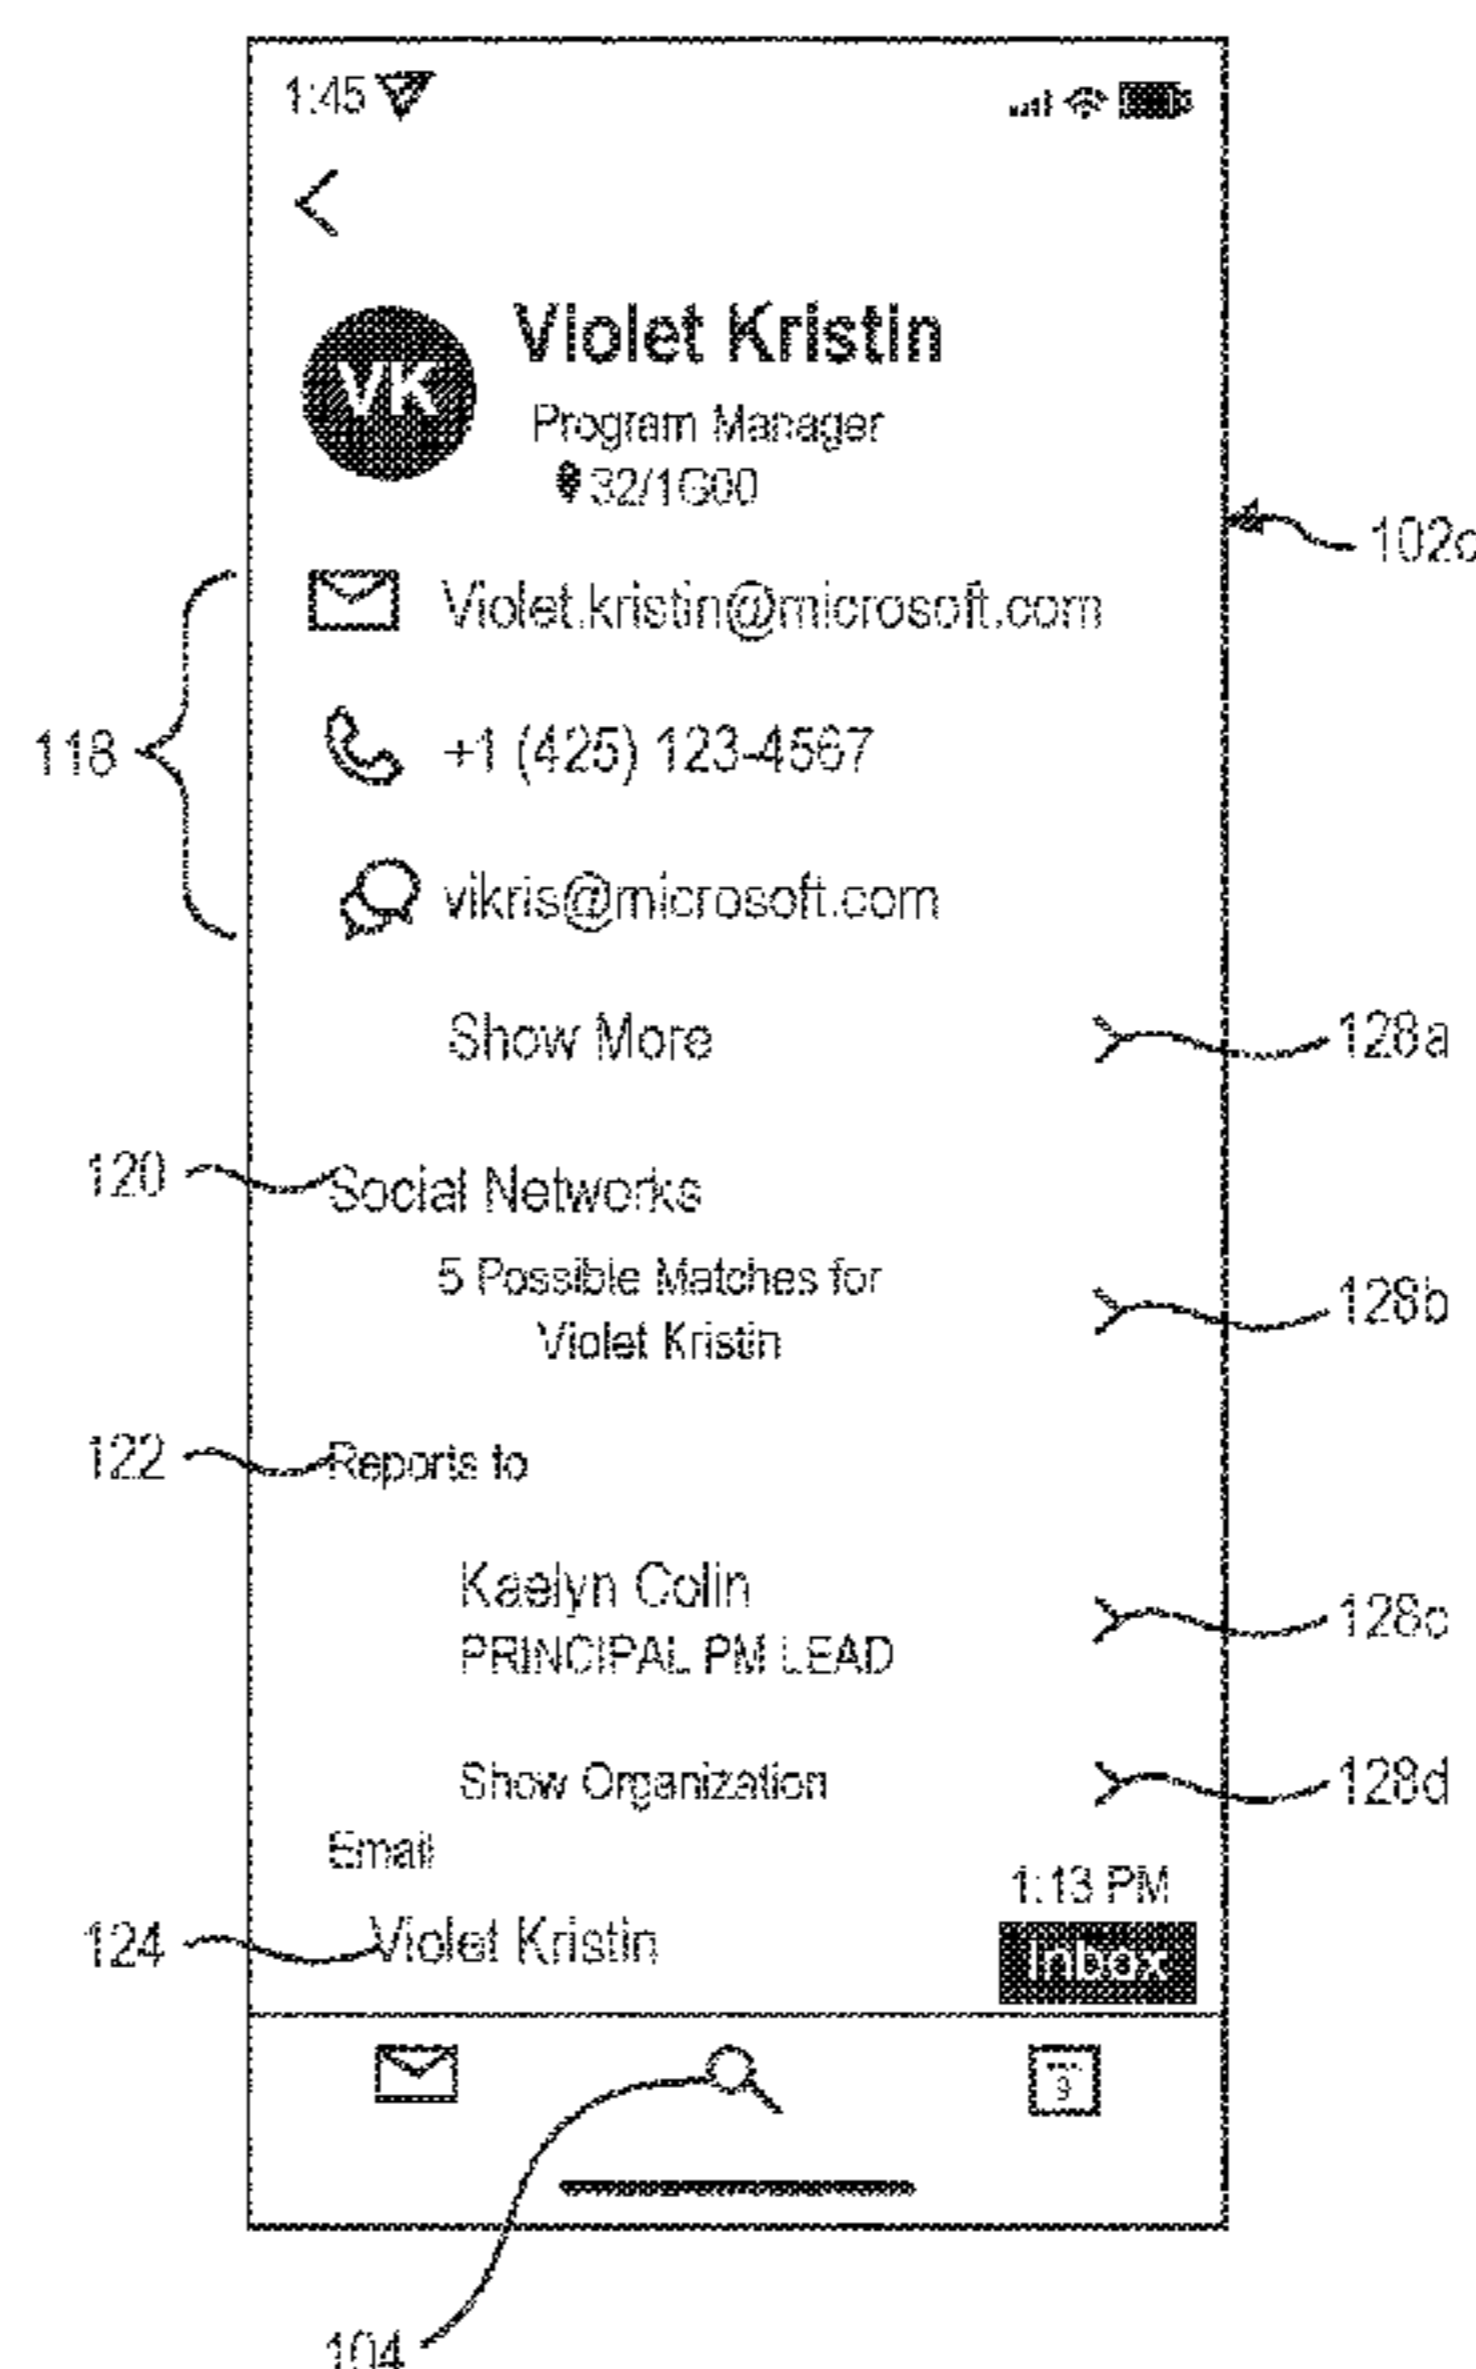 1:45
VK
Violet Kristin
Program Manager
32/1G00
102c
Violet.kristin@microsoft.com
118
+1 (425) 123-4567
vikris@microsoft.com
Show More
128a
120
Social Networks
5 Possible Matches for
Violet Kristin
128b
122
Reports to
Kaelyn Colin
PRINCIPAL PM LEAD
128c
Show Organization
128d
Email
1:13 PM
124
Violet Kristin
Inbox
9
104